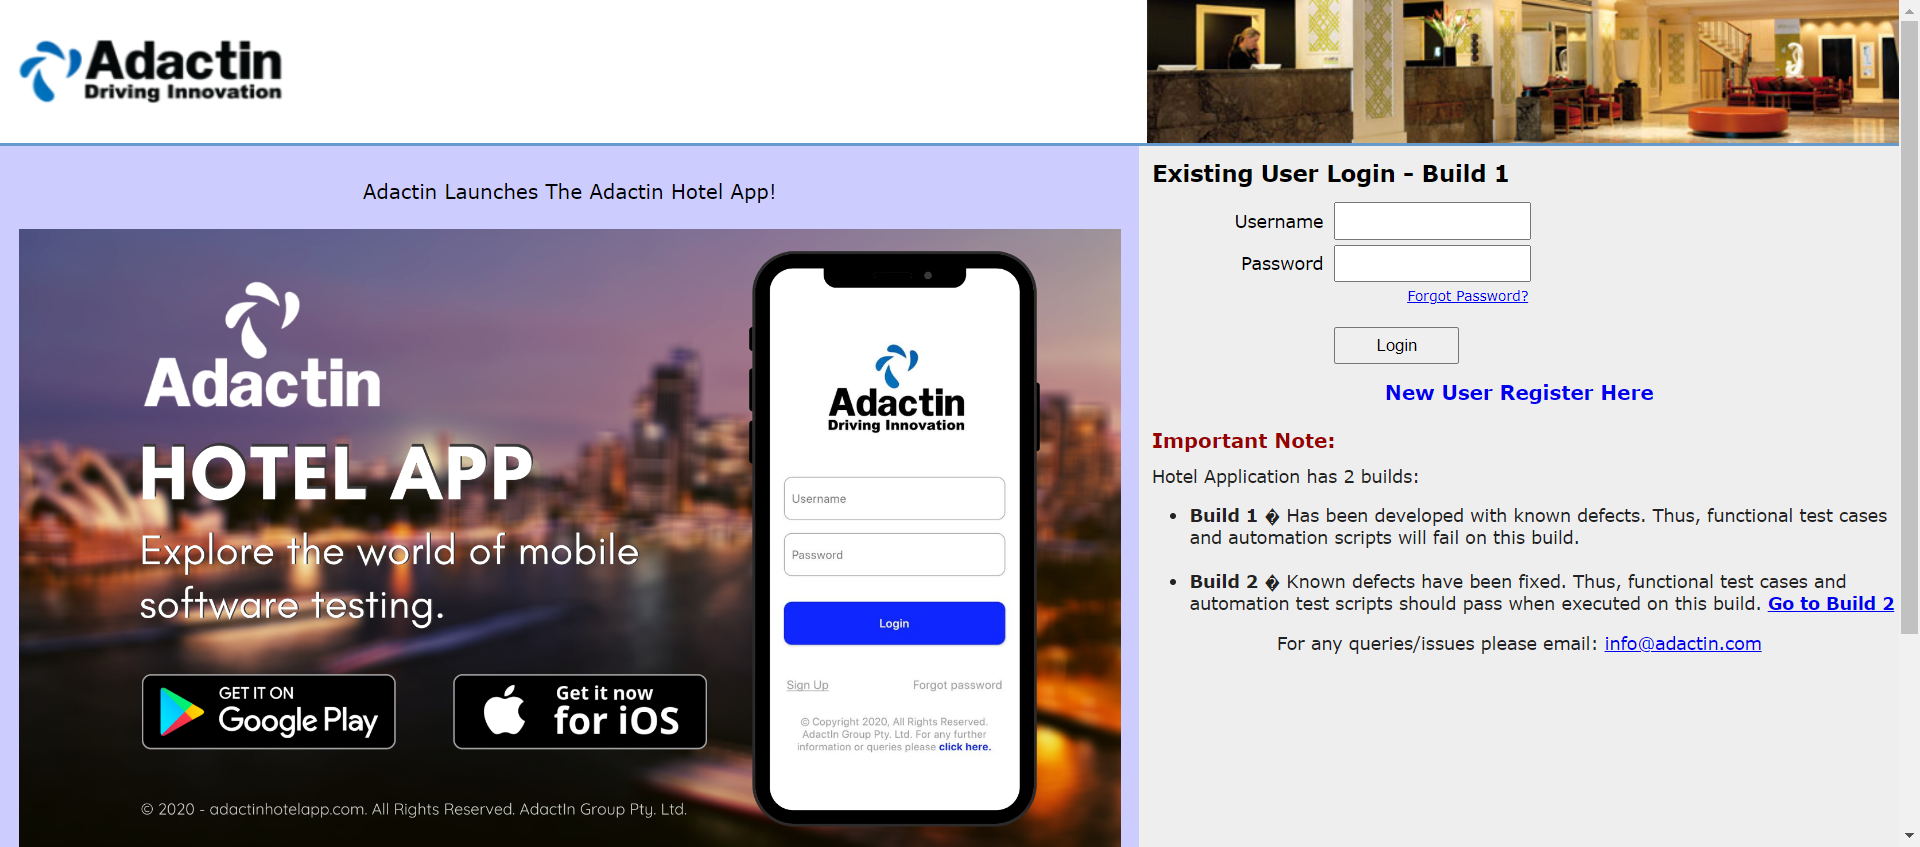 Adactin
Driving Innovation
Adactin Launches The Adactin Hotel App!
Adactin
HOTEL APP
Explore the world of mobile
software testing.
GET IT ON
Google Play
Get it now
for iOS
© 2020 - adactinhotelapp.com. All Rights Reserved. AdactIn Group Pty. Ltd.
Adactin
Driving Innovation
Username
Password
Login
Sign Up
Forgot password
© Copyright 2020, All Rights Reserved.
AdactIn Group Pty. Ltd. For any further
information or queries please click here.
Existing User Login - Build 1
Username
Password
Forgot Password?
Login
New User Register Here
Important Note:
Hotel Application has 2 builds:
• Build 1 � Has been developed with known defects. Thus, functional test cases
and automation scripts will fail on this build.
• Build 2 � Known defects have been fixed. Thus, functional test cases and
automation test scripts should pass when executed on this build. Go to Build 2
For any queries/issues please email: info@adactin.com